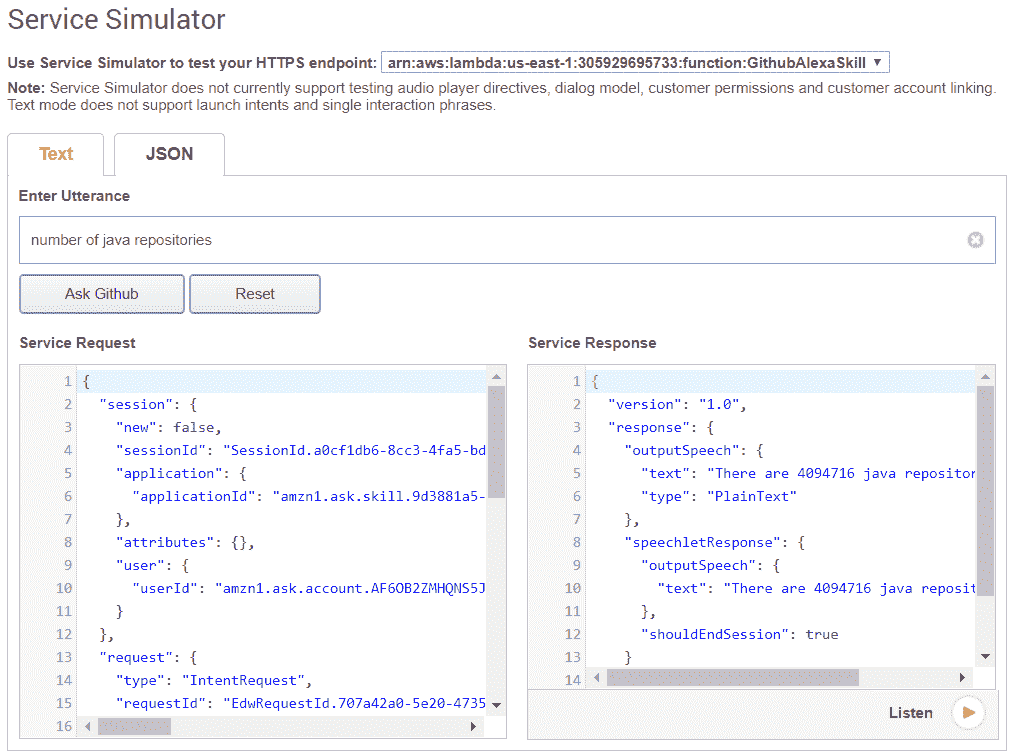 Service Simulator
Use Service Simulator to test your HTTPS endpoint: arn:aws:lambda:us-east-1:305929695733:function:GithubAlexaSkill ▼
Note: Service Simulator does not currently support testing audio player directives, dialog model, customer permissions and customer account linking.
Text mode does not support launch intents and single interaction phrases.
Text JSON
Enter Utterance
number of java repositories
Ask Github Reset
Service Request
1 {
2 "session": {
3 "new": false,
4 "sessionId": "SessionId.a0cf1db6-8cc3-4fa5-bd
5 "application": {
6 "applicationId": "amzn1.ask.skill.9d3881a5-
7 },
8 "attributes": {},
9 "user": {
10 "userId": "amzn1.ask.account.AF6OB2ZMHQNS5J
11 }
12 },
13 "request": {
14 "type": "IntentRequest",
15 "requestId": "EdwRequestId.707a42a0-5e20-4735
16
Service Response
1 {
2 "version": "1.0",
3 "response": {
4 "outputSpeech": {
5 "text": "There are 4094716 java repositor
6 "type": "PlainText"
7 },
8 "speechletResponse": {
9 "outputSpeech": {
10 "text": "There are 4094716 java reposit
11 },
12 "shouldEndSession": true
13 }
14
Listen